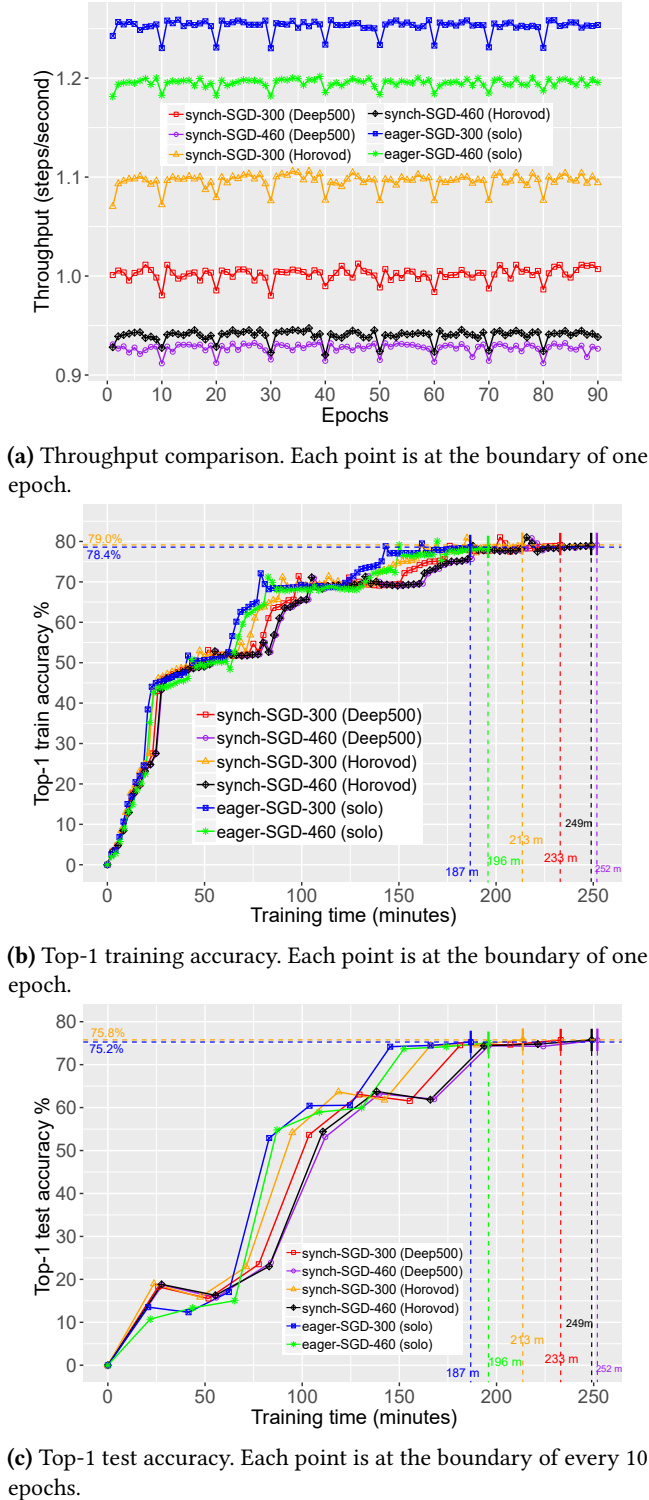 Throughput (steps/second)
1.2
1.1
1.0
0.9
synch-SGD-300 (Deep500)
synch-SGD-460 (Deep500)
synch-SGD-300 (Horovod)
synch-SGD-460 (Horovod)
eager-SGD-300 (solo)
eager-SGD-460 (solo)
0 10 20 30 40 50 60 70 80 90
Epochs
(a) Throughput comparison. Each point is at the boundary of one
epoch.
Top-1 train accuracy %
80
70
60
50
40
30
20
10
0
79.0%
78.4%
synch-SGD-300 (Deep500)
synch-SGD-460 (Deep500)
synch-SGD-300 (Horovod)
synch-SGD-460 (Horovod)
eager-SGD-300 (solo)
eager-SGD-460 (solo)
187 m
196 m
213 m
233 m
249m
252 m
0 50 100 150 200 250
Training time (minutes)
(b) Top-1 training accuracy. Each point is at the boundary of one
epoch.
Top-1 test accuracy %
80
70
60
50
40
30
20
10
0
75.8%
75.2%
synch-SGD-300 (Deep500)
synch-SGD-460 (Deep500)
synch-SGD-300 (Horovod)
synch-SGD-460 (Horovod)
eager-SGD-300 (solo)
eager-SGD-460 (solo)
187 m
196 m
213 m
233 m
249m
252 m
0 50 100 150 200 250
Training time (minutes)
(c) Top-1 test accuracy. Each point is at the boundary of every 10
epochs.